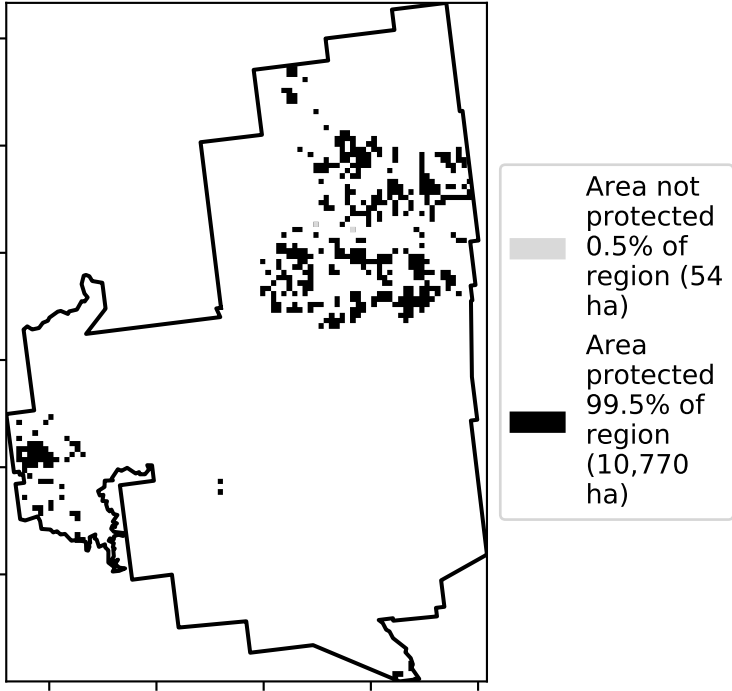 Area not
protected
0.5% of
region (54
ha)
Area
protected
99.5% of
region
(10,770
ha)